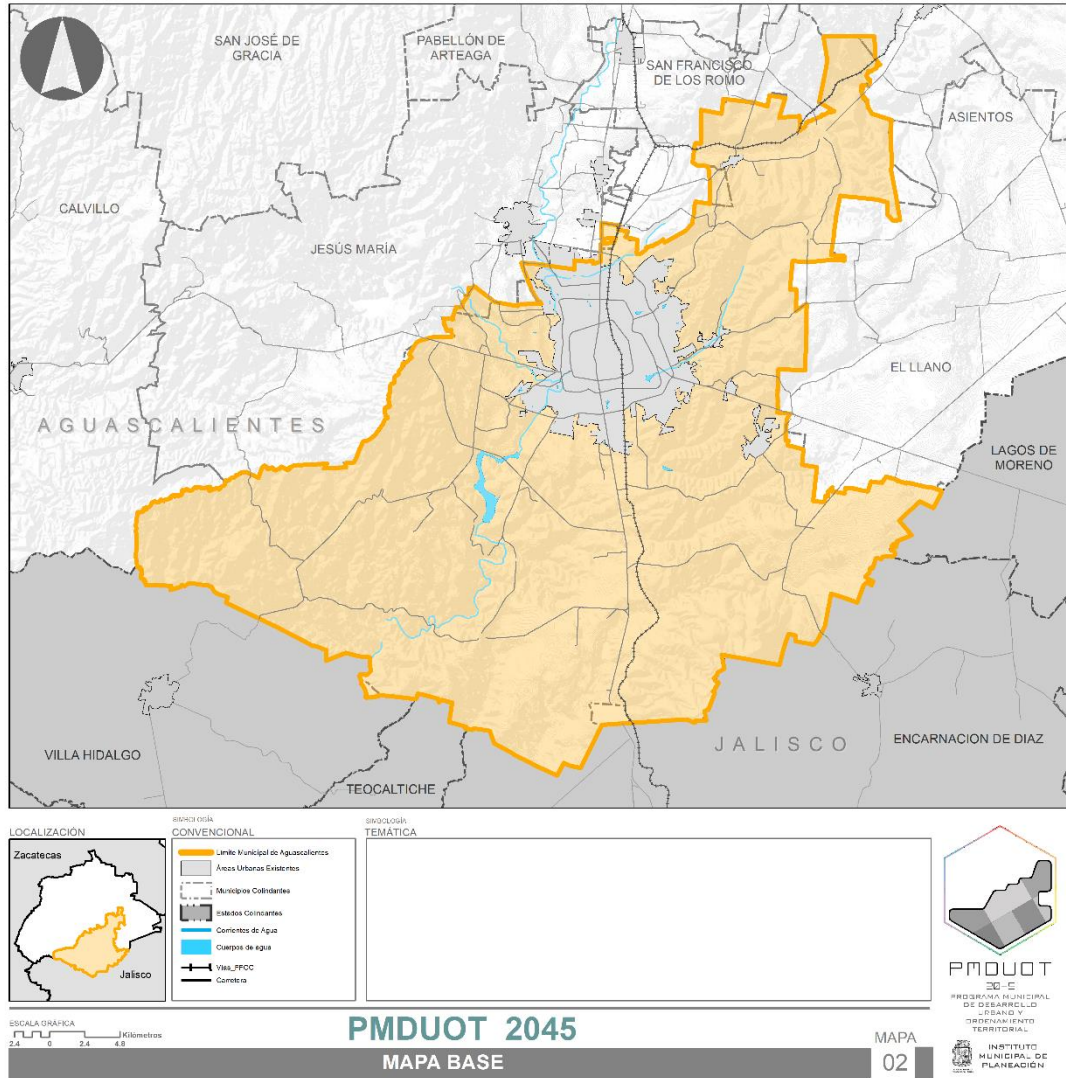 SAN JOSÉ DE
GRACIA
PABELLÓN DE
ARTEAGA
SAN FRANCISCO
DE LOS ROMO
ASIENTOS
CALVILLO
JESÚS MARÍA
EL LLANO
AGUASCALIENTES
LAGOS DE
MORENO
JALISCO
ENCARNACION DE DIAZ
VILLA HIDALGO
TEOCALTICHE
LOCALIZACIÓN
Zacatecas
Jalisco
SIMBOLOGÍA
CONVENCIONAL
Límite Municipal de Aguascalientes
Áreas Urbanas Existentes
Municipios Colindantes
Estados Colindantes
Corrientes de Agua
Cuerpos de agua
Vías_FFCC
Carretera
SIMBOLOGÍA
TEMÁTICA
PMDUOT
PROGRAMA MUNICIPAL
DE DESARROLLO
URBANO Y
ORDENAMIENTO
TERRITORIAL
INSTITUTO
MUNICIPAL DE
PLANEACIÓN
ESCALA GRÁFICA
Kilómetros
2.4 0 2.4 4.8
PMDUOT 2045
MAPA BASE
MAPA
02